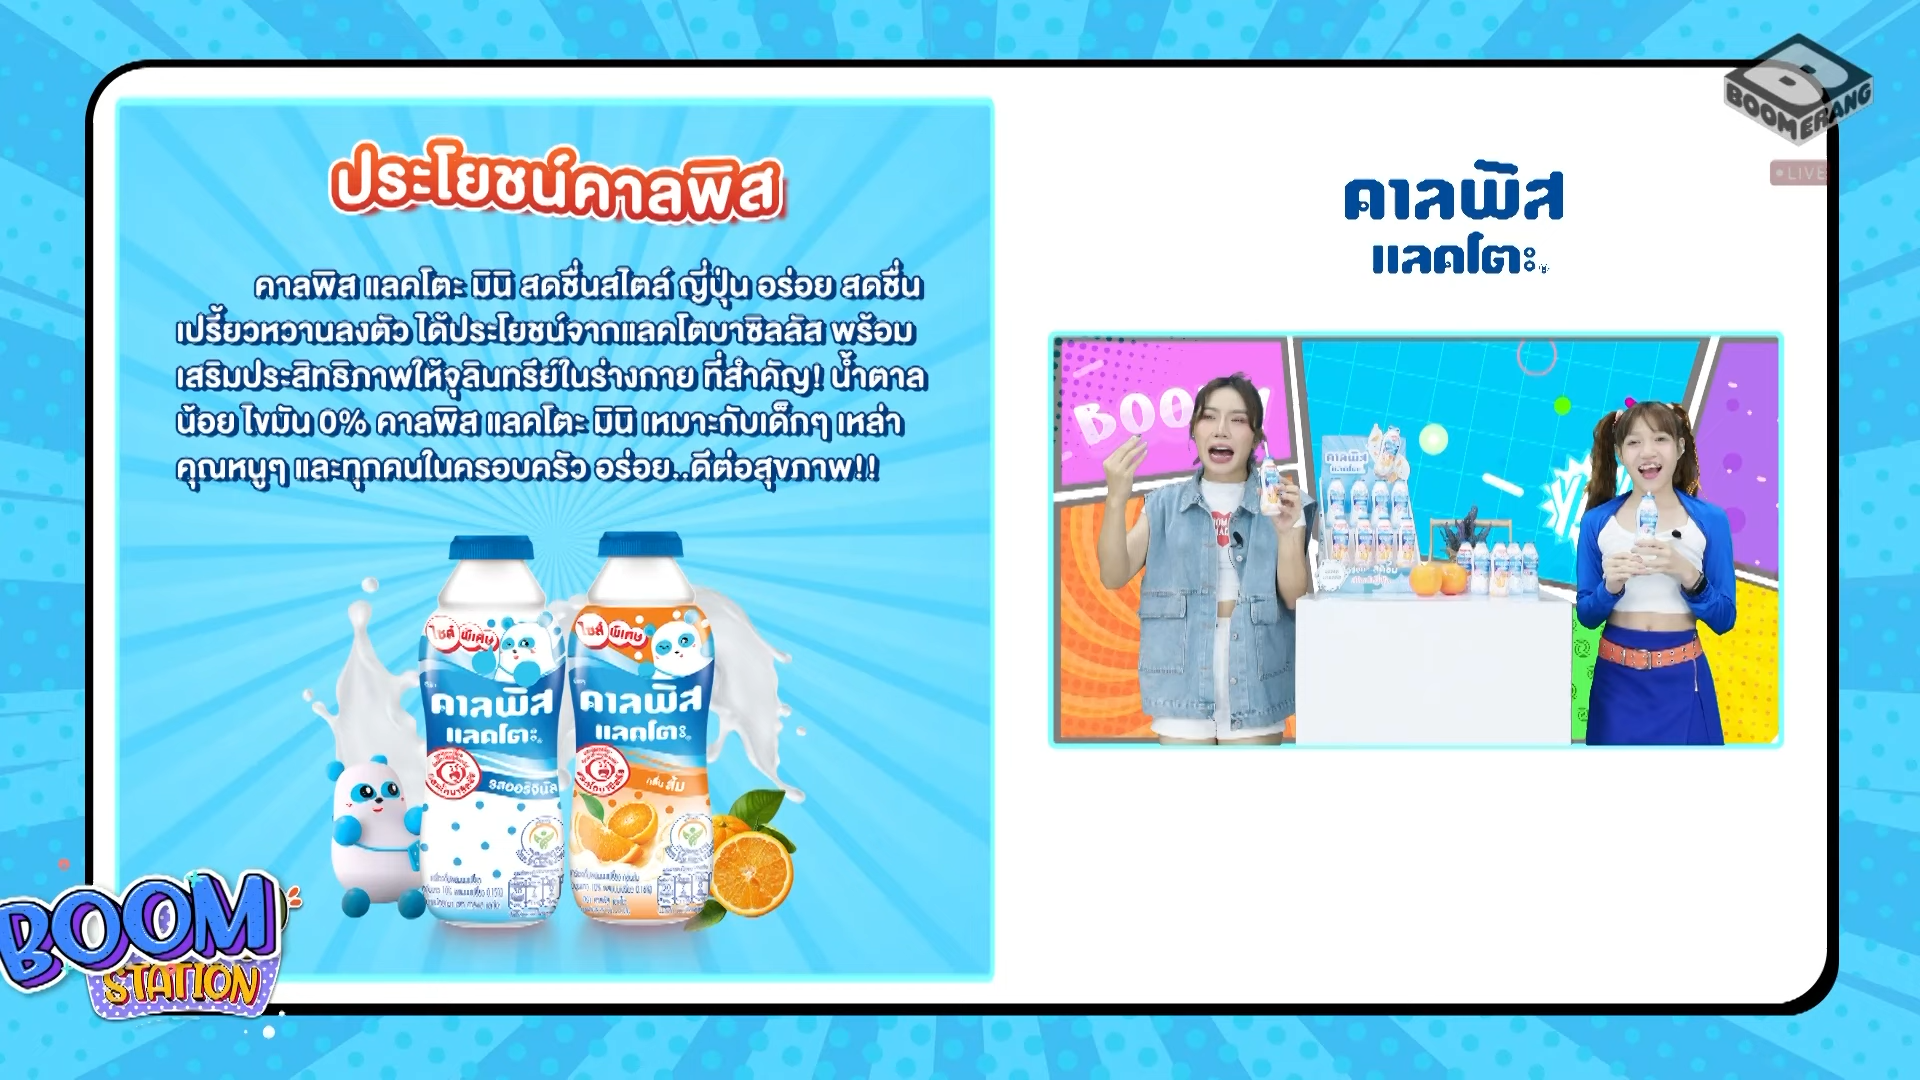 ประโยชน์คาลพิส
คาลพิส แลคโตะ มินิ สดชื่นสไตล์ ญี่ปุ่น อร่อย สดชื่น
เปรี้ยวหวานลงตัว ได้ประโยชน์จากแลคโตบาซิลลัส พร้อม
เสริมประสิทธิภาพให้จุลินทรีย์ในร่างกาย ที่สำคัญ! น้ำตาล
น้อย ไขมัน 0% คาลพิส แลคโตะ มินิ เหมาะกับเด็กๆ เหล่า
คุณหนูๆ และทุกคนในครอบครัว อร่อย..ดีต่อสุขภาพ!!
ไซส์ พิเศษ
คาลพิส
แลคโตะ
รสออริจินัล
ไซส์ พิเศษ
คาลพิส
แลคโตะ
กลิ่น ส้ม
BOOM
STATION
BOOMERANG
LIVE
คาลพิส
แลคโตะ
คาลพิส